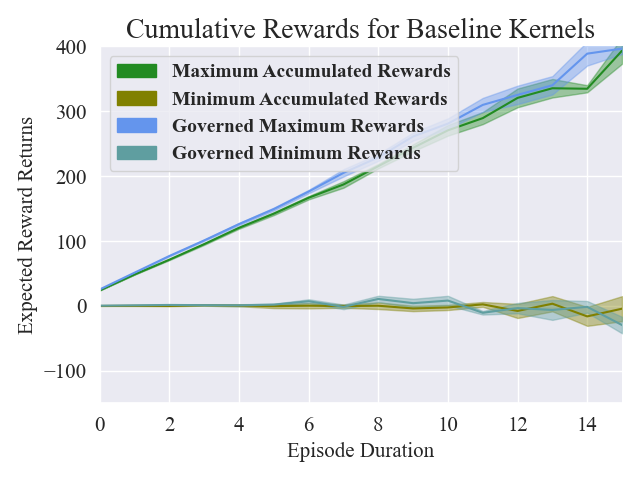 Cumulative Rewards for Baseline Kernels
400
300
200
100
0
−100
Expected Reward Returns
Maximum Accumulated Rewards
Minimum Accumulated Rewards
Governed Maximum Rewards
Governed Minimum Rewards
0 2 4 6 8 10 12 14
Episode Duration